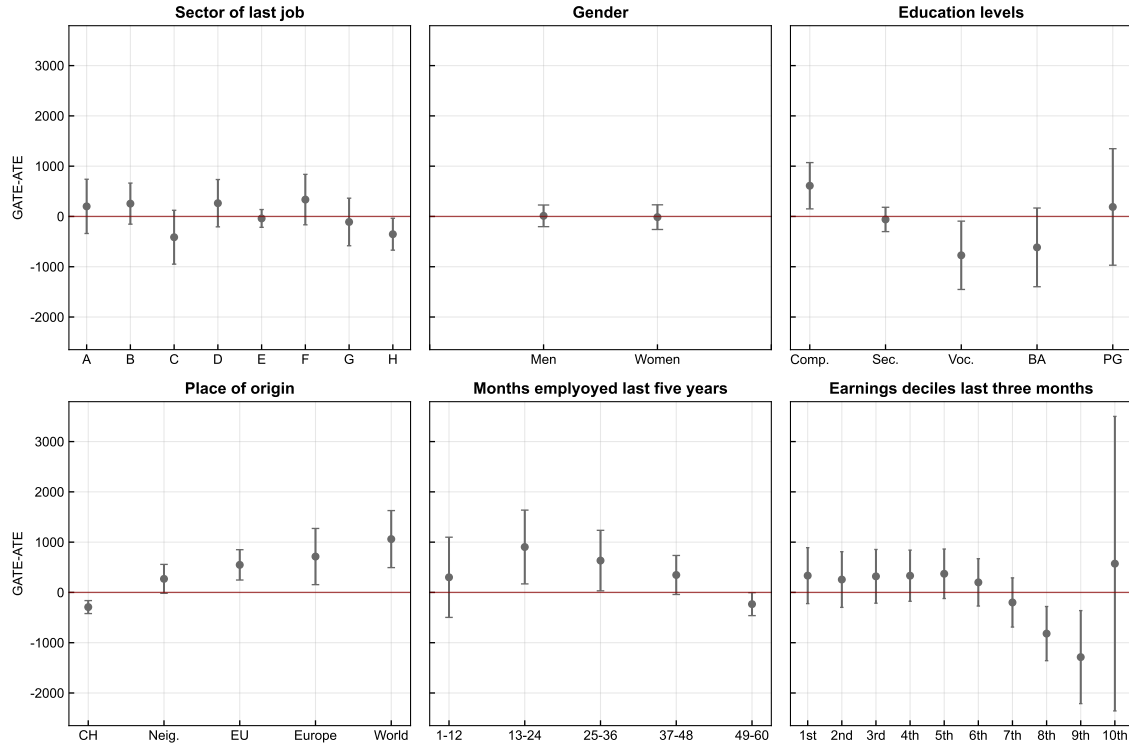 Sector of last job
Gender
Education levels
GATE-ATE
3000
2000
1000
0
-1000
-2000
A B C D E F G H
Men Women
Comp. Sec. Voc. BA PG
Place of origin
Months emplyoyed last five years
Earnings deciles last three months
GATE-ATE
3000
2000
1000
0
-1000
-2000
CH Neig. EU Europe World
1-12 13-24 25-36 37-48 49-60
1st 2nd 3rd 4th 5th 6th 7th 8th 9th 10th